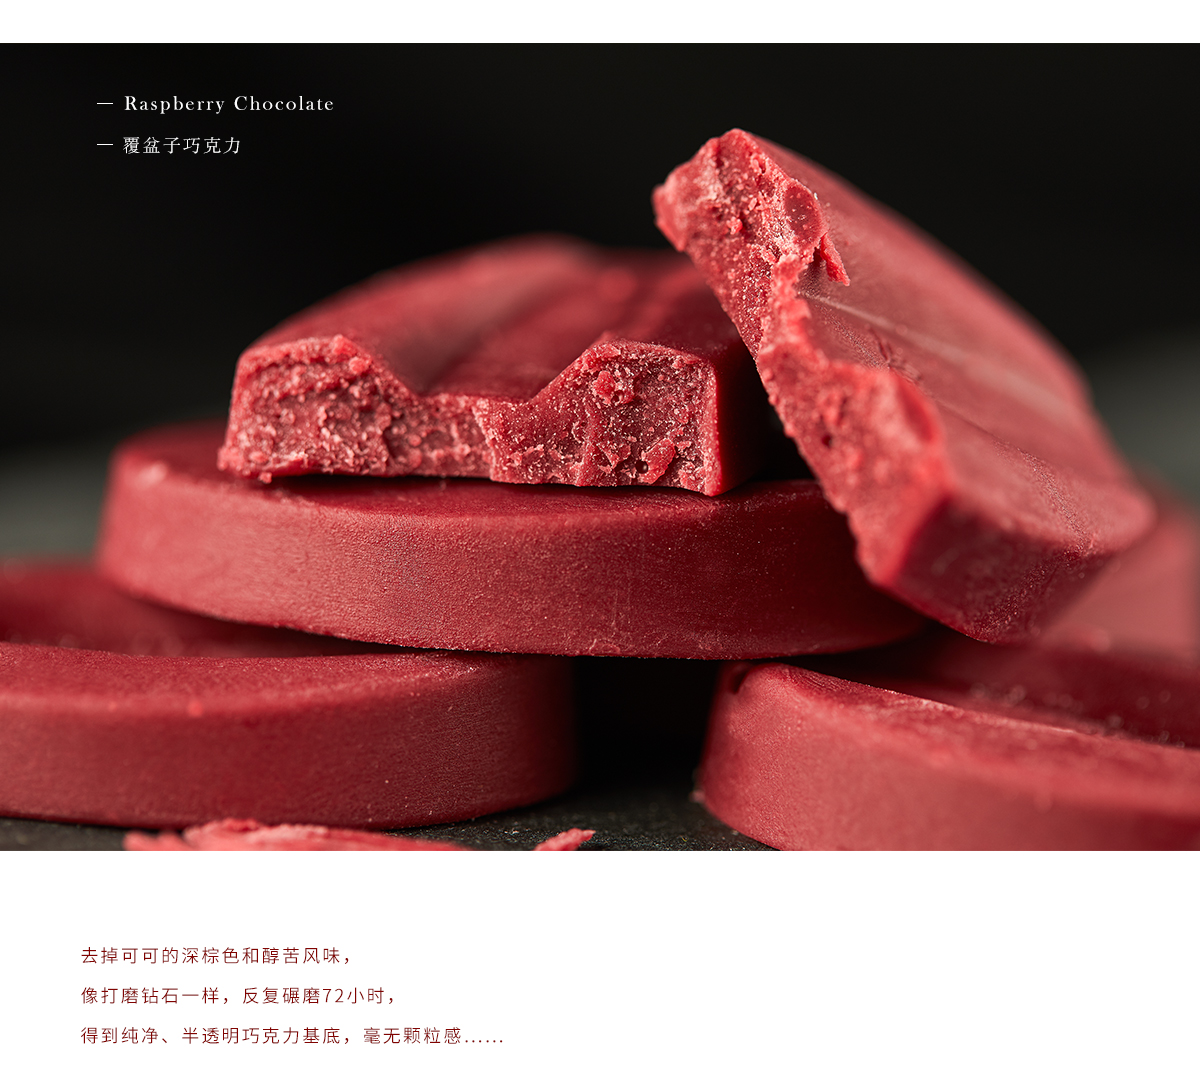 — Raspberry Chocolate
— 覆盆子巧克力
去掉可可的深棕色和醇苦风味，
像打磨钻石一样，反复碾磨72小时，
得到纯净、半透明巧克力基底，毫无颗粒感……